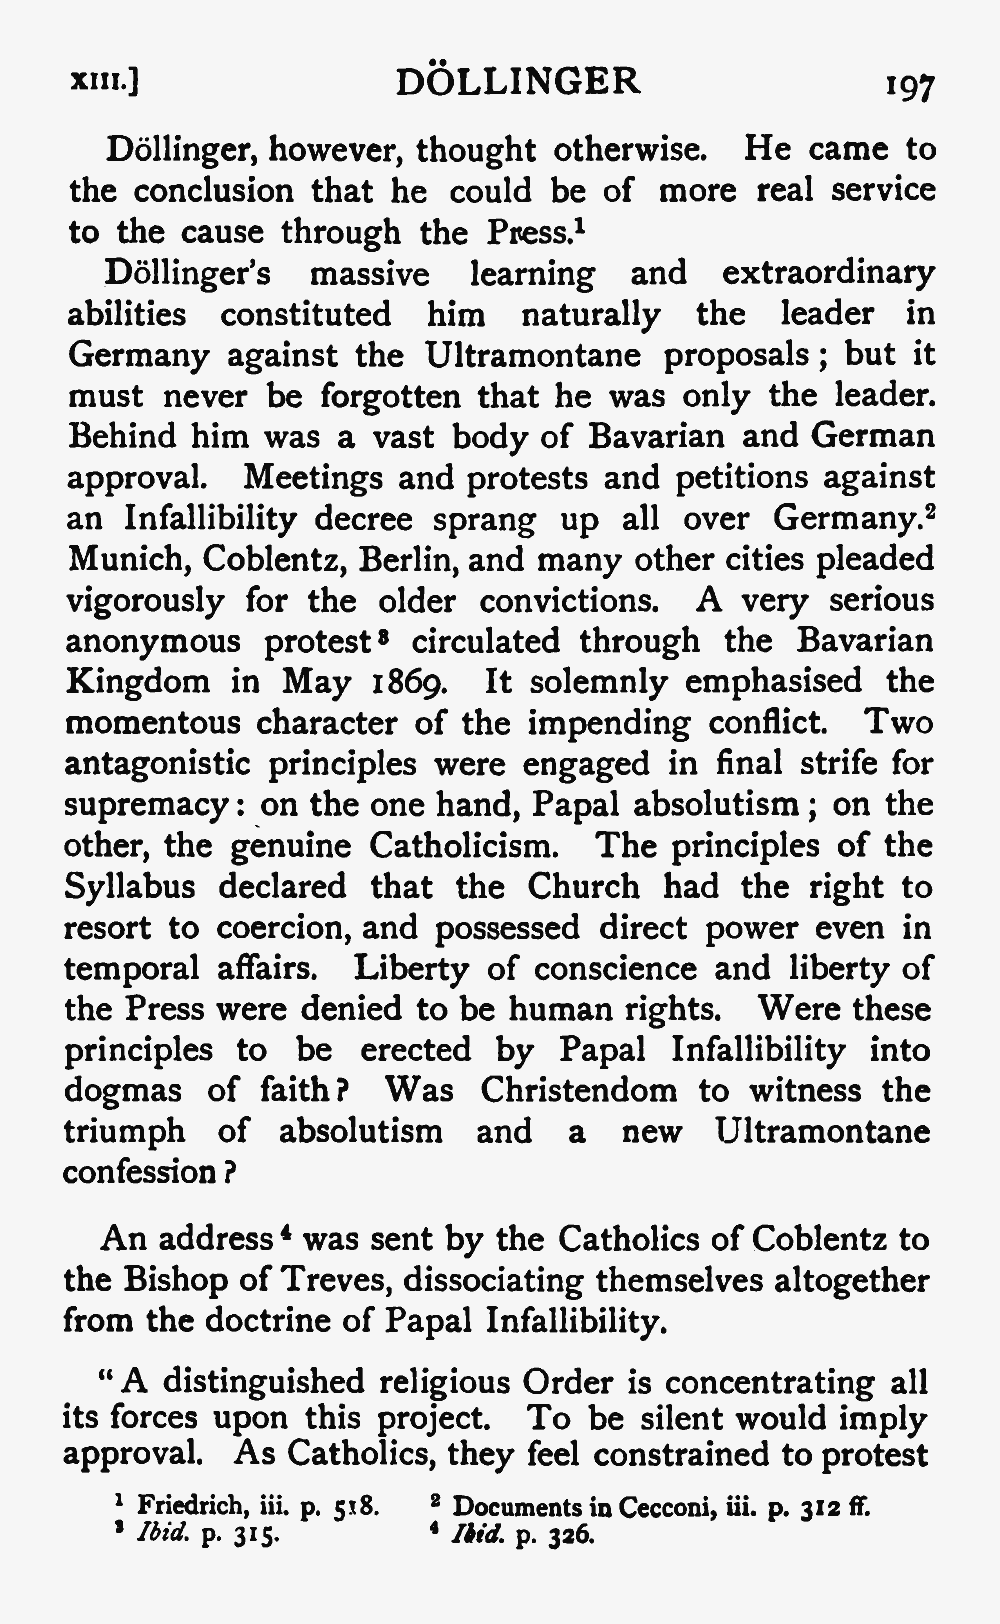 XIII.] DÖLLINGER 197
Döllinger, however, thought otherwise. He came to
the conclusion that he could be of more real service
to the cause through the Press.¹
Döllinger's massive learning and extraordinary
abilities constituted him naturally the leader in
Germany against the Ultramontane proposals; but it
must never be forgotten that he was only the leader.
Behind him was a vast body of Bavarian and German
approval. Meetings and protests and petitions against
an Infallibility decree sprang up all over Germany.²
Munich, Coblentz, Berlin, and many other cities pleaded
vigorously for the older convictions. A very serious
anonymous protest³ circulated through the Bavarian
Kingdom in May 1869. It solemnly emphasised the
momentous character of the impending conflict. Two
antagonistic principles were engaged in final strife for
supremacy: on the one hand, Papal absolutism; on the
other, the genuine Catholicism. The principles of the
Syllabus declared that the Church had the right to
resort to coercion, and possessed direct power even in
temporal affairs. Liberty of conscience and liberty of
the Press were denied to be human rights. Were these
principles to be erected by Papal Infallibility into
dogmas of faith? Was Christendom to witness the
triumph of absolutism and a new Ultramontane
confession?
An address⁴ was sent by the Catholics of Coblentz to
the Bishop of Treves, dissociating themselves altogether
from the doctrine of Papal Infallibility.
"A distinguished religious Order is concentrating all
its forces upon this project. To be silent would imply
approval. As Catholics, they feel constrained to protest
¹ Friedrich, iii. p. 518. ² Documents in Cecconi, iii. p. 312 ff.
³ Ibid. p. 315. ⁴ Ibid. p. 326.